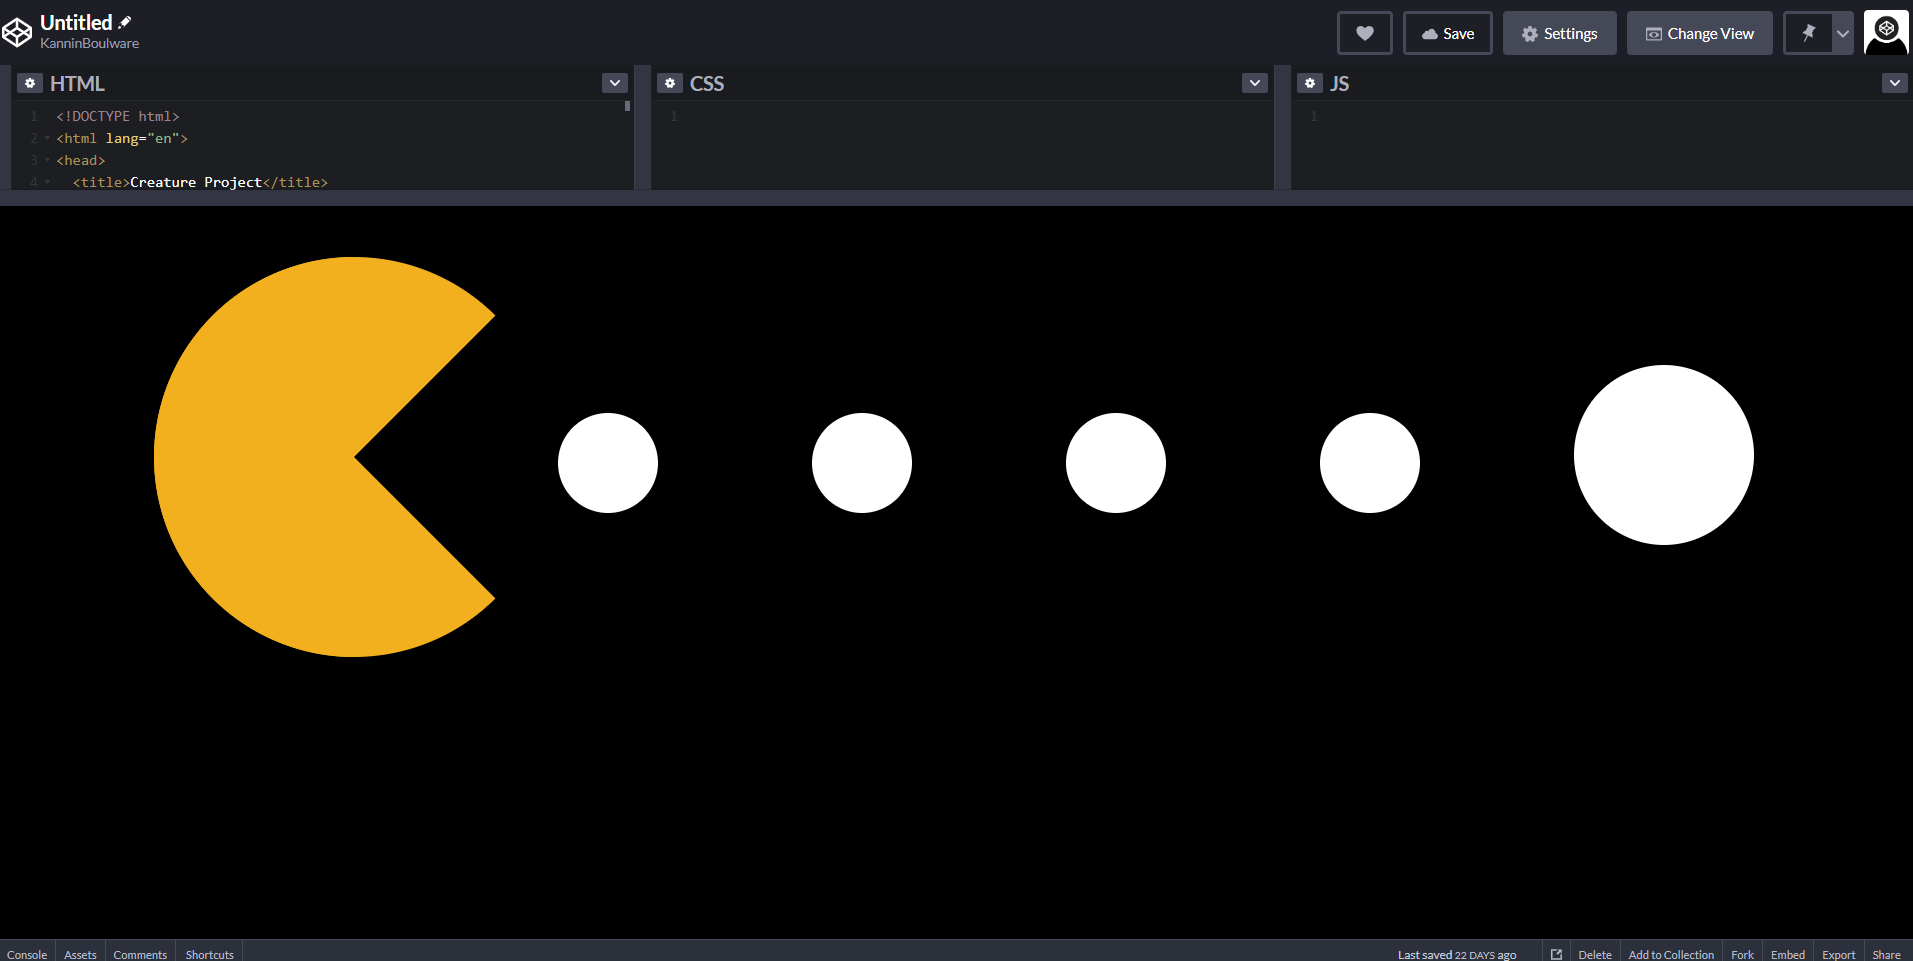 Untitled
KanninBoulware
Save
Settings
Change View
HTML
CSS
JS
1 <!DOCTYPE html>
2 <html lang="en">
3 <head>
4 <title>Creature Project</title>
1
1
Console Assets Comments Shortcuts Last saved 22 DAYS ago Delete Add to Collection Fork Embed Export Share